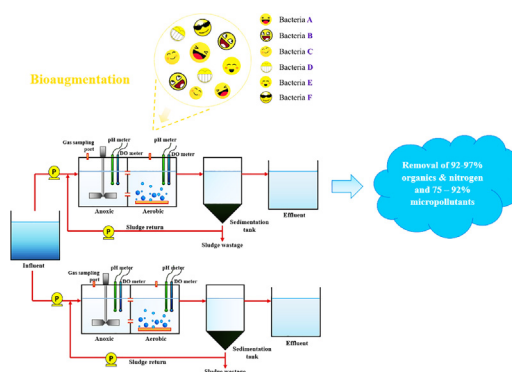 Bacteria A
Bacteria B
Bacteria C
Bacteria D
Bacteria E
Bacteria F
Bioaugmentation
Gas sampling
port
pH meter
DO meter
pH meter
DO meter
P
Anoxic
Aerobic
Sedimentation
tank
Effluent
Sludge return
P
Sludge wastage
Removal of 92-97%
organics & nitrogen
and 75 – 92%
micropollutants
Influent
P
Gas sampling
port
pH meter
DO meter
pH meter
DO meter
Anoxic
Aerobic
Sedimentation
tank
Effluent
Sludge return
P
Sludge wastage